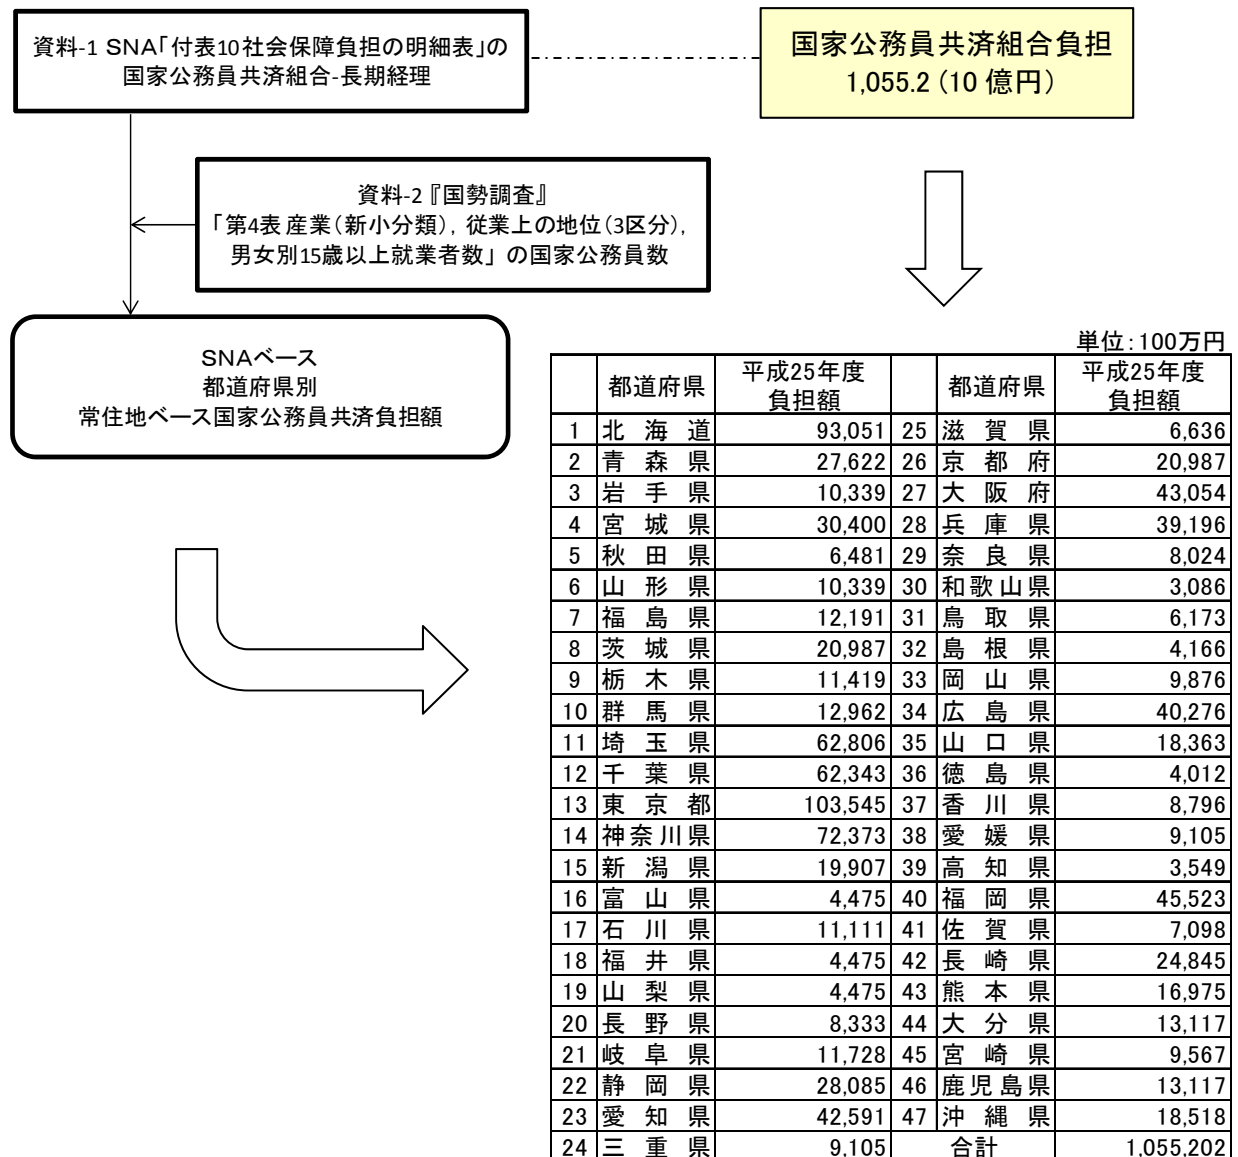 資料-1 SNA「付表10社会保障負担の明細表」の
国家公務員共済組合-長期経理
国家公務員共済組合負担
1,055.2（10 億円）
資料-2『国勢調査』
「第4表 産業（新小分類），従業上の地位（3区分），
男女別15歳以上就業者数」の国家公務員数
SNAベース
都道府県別
常住地ベース国家公務員共済負担額
単位：100万円
都道府県 平成25年度 負担額 都道府県 平成25年度 負担額
1 北海道 93,051 25 滋賀県 6,636
2 青森県 27,622 26 京都府 20,987
3 岩手県 10,339 27 大阪府 43,054
4 宮城県 30,400 28 兵庫県 39,196
5 秋田県 6,481 29 奈良県 8,024
6 山形県 10,339 30 和歌山県 3,086
7 福島県 12,191 31 鳥取県 6,173
8 茨城県 20,987 32 島根県 4,166
9 栃木県 11,419 33 岡山県 9,876
10 群馬県 12,962 34 広島県 40,276
11 埼玉県 62,806 35 山口県 18,363
12 千葉県 62,343 36 徳島県 4,012
13 東京都 103,545 37 香川県 8,796
14 神奈川県 72,373 38 愛媛県 9,105
15 新潟県 19,907 39 高知県 3,549
16 富山県 4,475 40 福岡県 45,523
17 石川県 11,111 41 佐賀県 7,098
18 福井県 4,475 42 長崎県 24,845
19 山梨県 4,475 43 熊本県 16,975
20 長野県 8,333 44 大分県 13,117
21 岐阜県 11,728 45 宮崎県 9,567
22 静岡県 28,085 46 鹿児島県 13,117
23 愛知県 42,591 47 沖縄県 18,518
24 三重県 9,105 合計 1,055,202